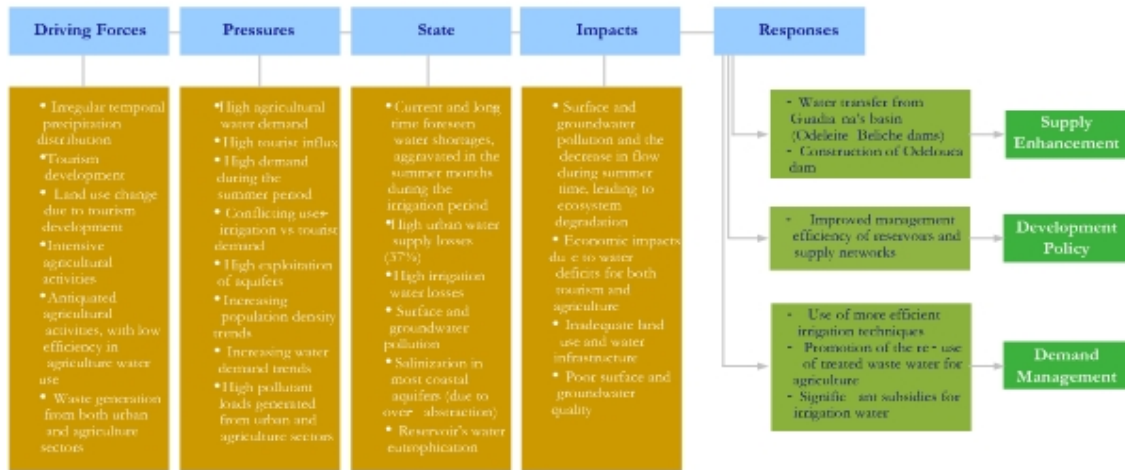 Driving Forces
• Irregular temporal
precipitation
distribution
• Tourism
development
• Land use change
due to tourism
development
• Intensive
agricultural
activities
• Antiquated
agricultural
activities, with low
efficiency in
agriculture water
use
• Waste generation
from both urban
and agriculture
sectors
Pressures
• High agricultural
water demand
• High tourist influx
• High demand
during the
summer period
• Conflicting uses-
irrigation vs tourist
demand
• High exploitation
of aquifers
• Increasing
population density
trends
• Increasing water
demand trends
• High pollutant
loads generated
from urban and
agriculture sectors
State
• Current and long
time foreseen
water shortages,
aggravated in the
summer months
during the
irrigation period
• High urban water
supply losses
(37%)
• High irrigation
water losses
• Surface and
groundwater
pollution
• Salinization in
most coastal
aquifers (due to
over abstraction)
• Reservoir's water
eutrophication
Impacts
• Surface and
groundwater
pollution and the
decrease in flow
during summer
time, leading to
ecosystem
degradation
• Economic impacts
du e to water
deficits for both
tourism and
agriculture
• Inadequate land
use and water
infrastructure
• Poor surface and
groundwater
quality
Responses
- Water transfer from
Guadia na's basin
(Odeleite Beliche dams)
- Construction of Odelouca
dam
Supply
Enhancement
- Improved management
efficiency of reservoirs and
supply networks
Development
Policy
- Use of more efficient
irrigation techniques
- Promotion of the re - use
of treated waste water for
agriculture
- Signific ant subsidies for
irrigation water
Demand
Management